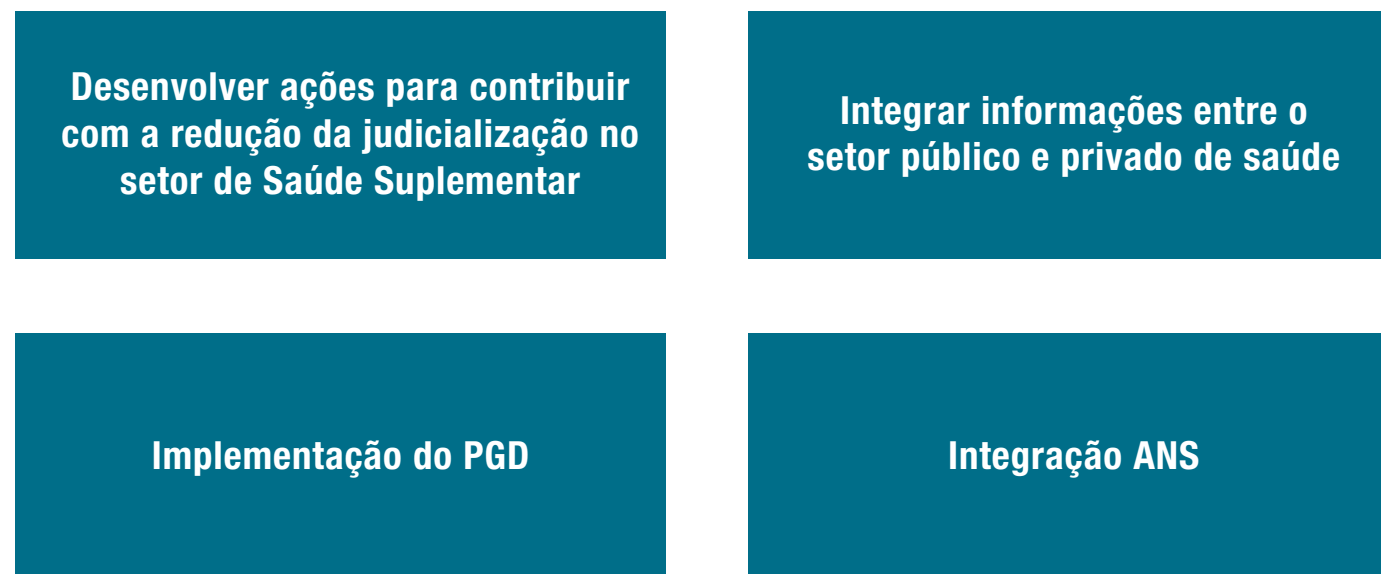 Desenvolver ações para contribuir
com a redução da judicialização no
setor de Saúde Suplementar
Integrar informações entre o
setor público e privado de saúde
Implementação do PGD
Integração ANS